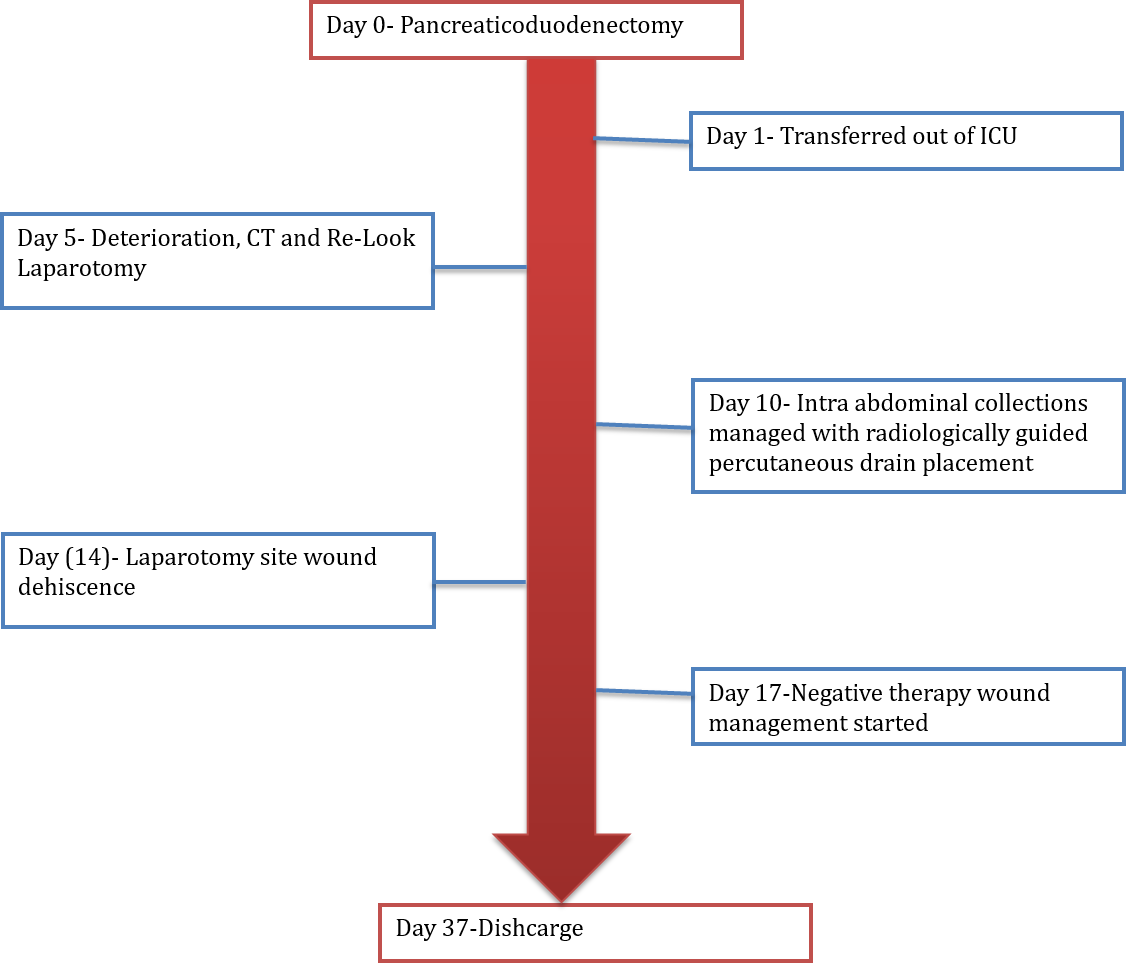 Day 0- Pancreaticoduodenectomy
Day 1- Transferred out of ICU
Day 5- Deterioration, CT and Re-Look
Laparotomy
Day 10- Intra abdominal collections
managed with radiologically guided
percutaneous drain placement
Day (14)- Laparotomy site wound
dehiscence
Day 17-Negative therapy wound
management started
Day 37-Dishcarge